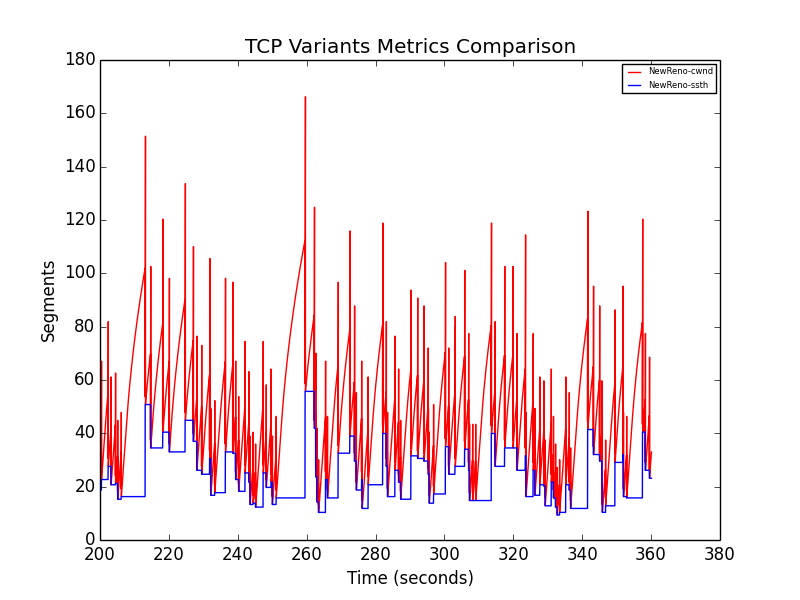 TCP Variants Metrics Comparison
NewReno-cwnd
NewReno-ssth
Segments
180
160
140
120
100
80
60
40
20
0
200 220 240 260 280 300 320 340 360 380
Time (seconds)